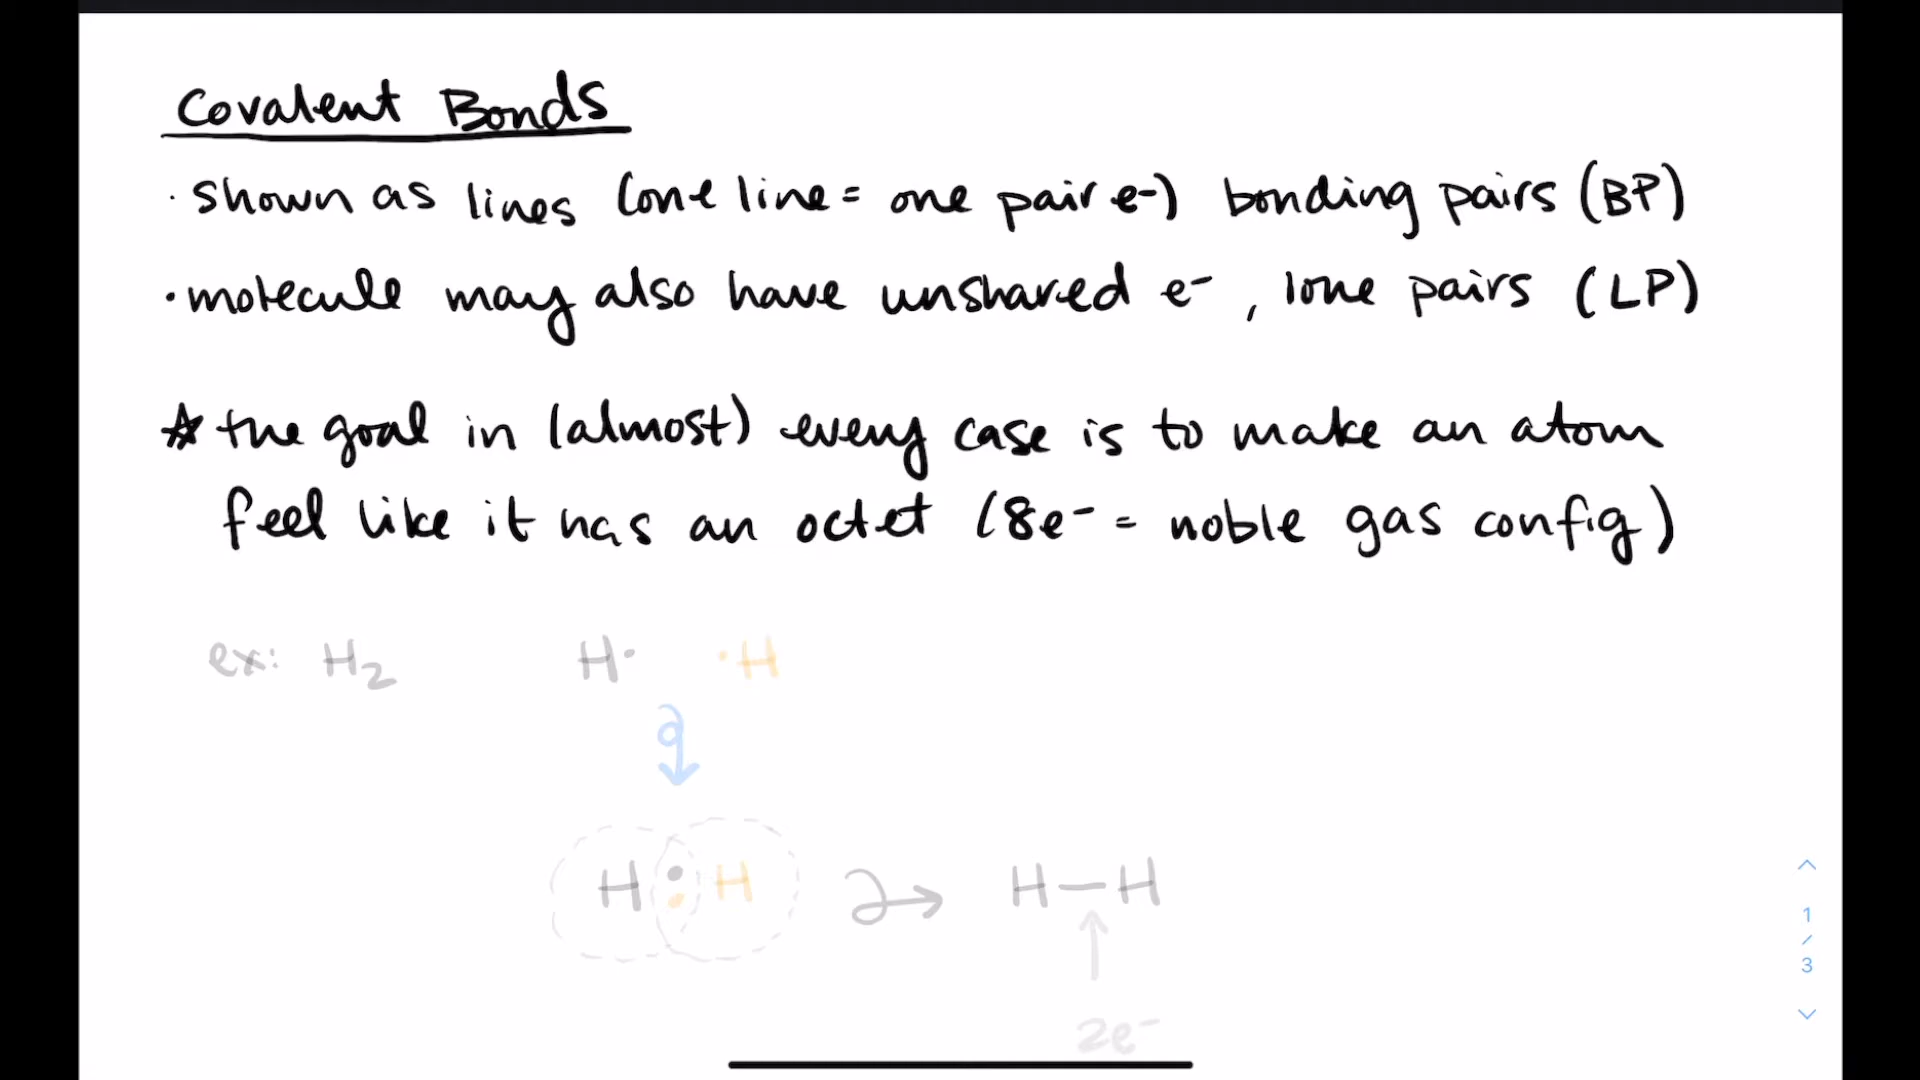 Covalent Bonds
· shown as lines (one line = one pair e-) bonding pairs (BP)
· molecule may also have unshared e-, lone pairs (LP)
☆ the goal in (almost) every case is to make an atom
feel like it has an octet (8e- = noble gas config)
ex: H₂ H· ·H
H : H → H—H
2e-
1
/
3